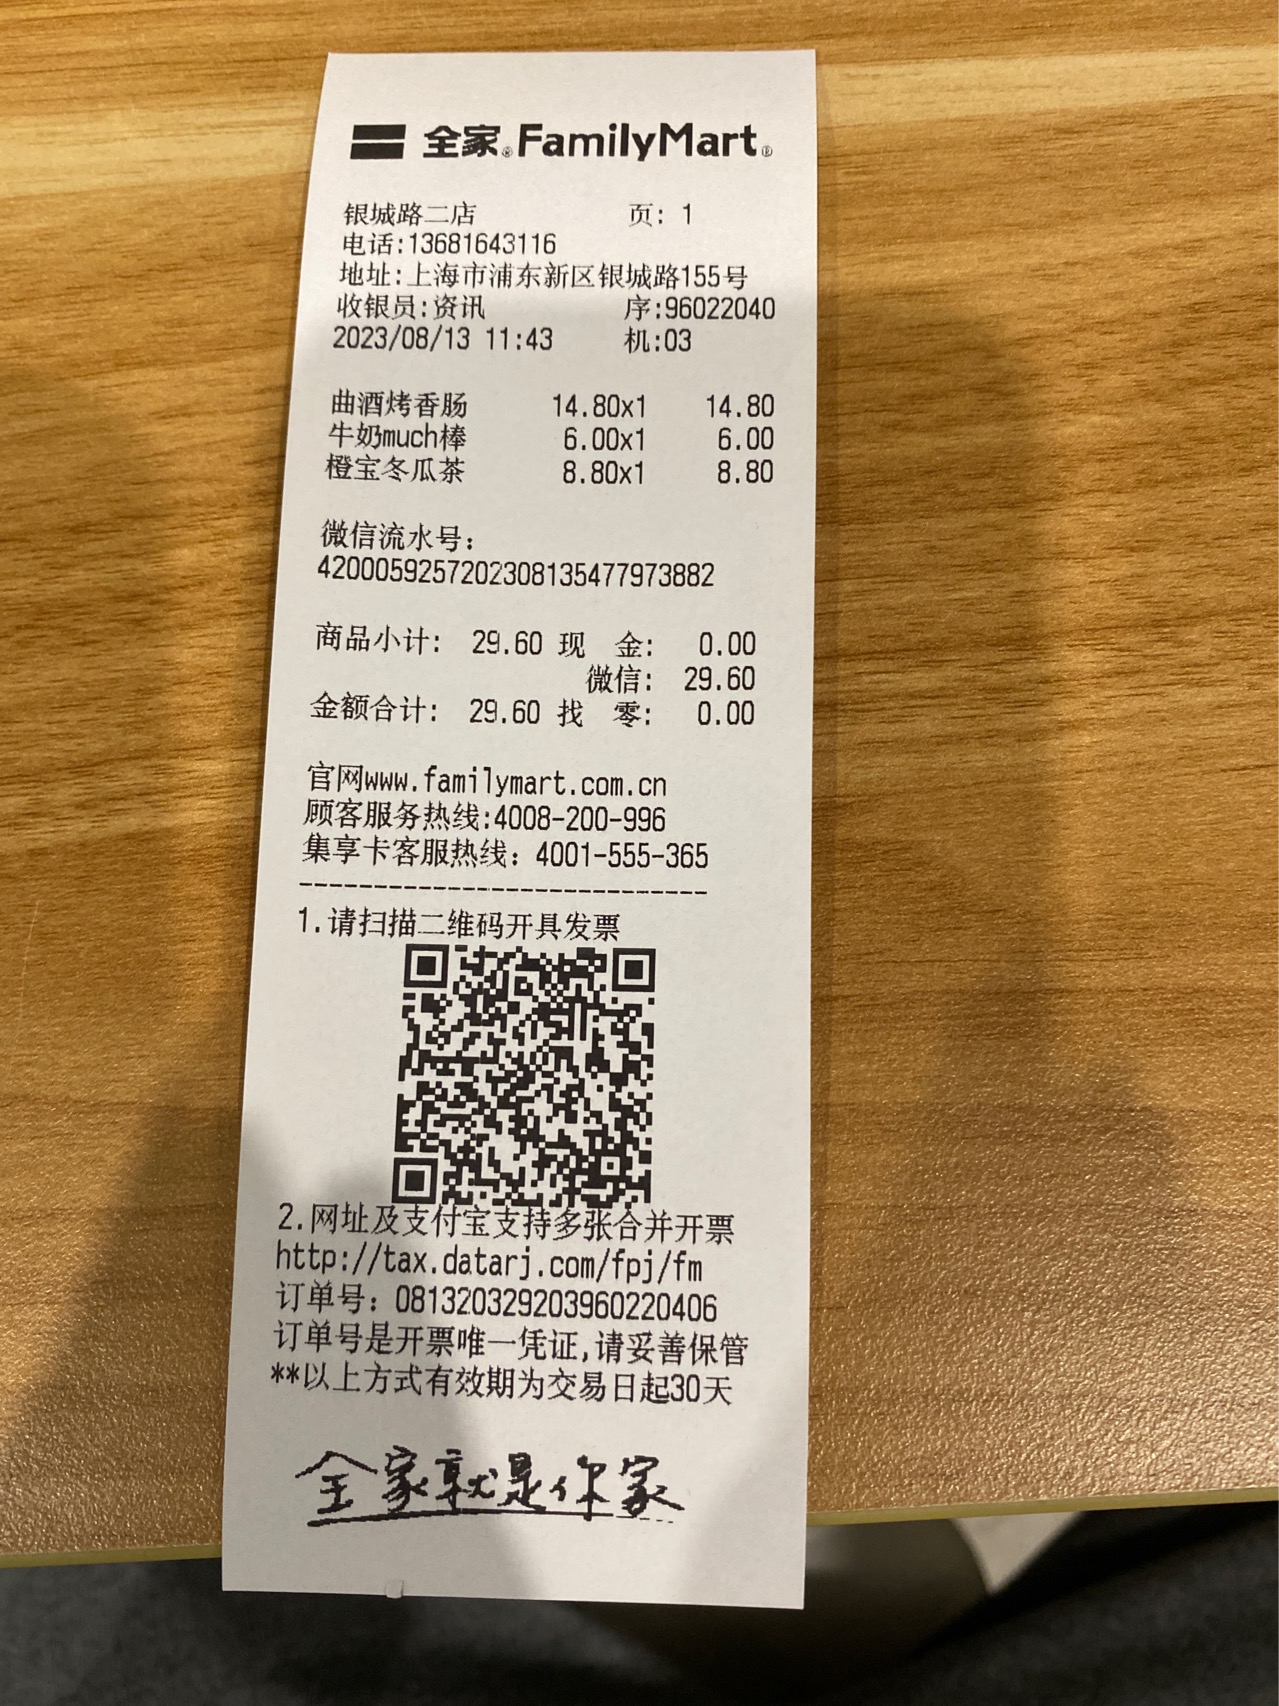 全家® FamilyMart®
银城路二店 页: 1
电话:13681643116
地址:上海市浦东新区银城路155号
收银员:资讯 序:96022040
2023/08/13 11:43 机:03
曲酒烤香肠 14.80x1 14.80
牛奶much棒 6.00x1 6.00
橙宝冬瓜茶 8.80x1 8.80
微信流水号:
4200059257202308135477973882
商品小计: 29.60 现 金: 0.00
微信: 29.60
金额合计: 29.60 找 零: 0.00
官网www.familymart.com.cn
顾客服务热线:4008-200-996
集享卡客服热线: 4001-555-365
----------------------------
1.请扫描二维码开具发票
2.网址及支付宝支持多张合并开票
http://tax.datarj.com/fpj/fm
订单号: 081320329203960220406
订单号是开票唯一凭证,请妥善保管
**以上方式有效期为交易日起30天
全家就是你家